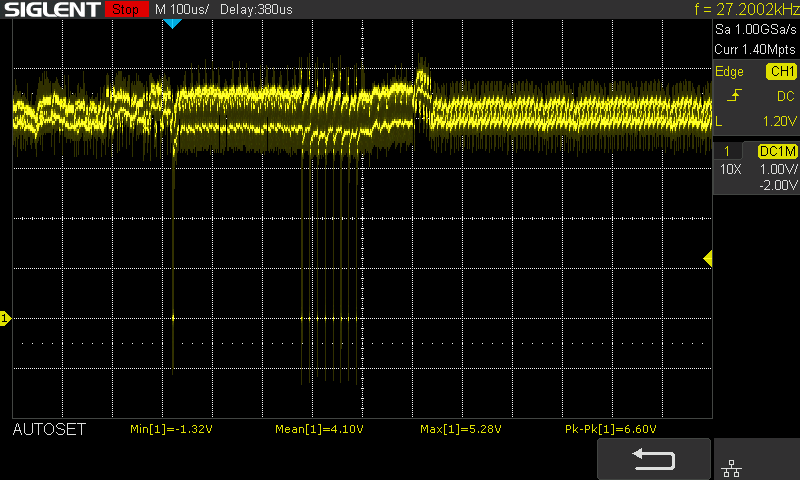 SIGLENT Stop M 100us/ Delay:380us f = 27.2002kHz
Sa 1.00GSa/s
Curr 1.40Mpts
Edge CH1
DC
L 1.20V
1 DC1M
10X 1.00V/
-2.00V
1
AUTOSET Min[1]=-1.32V Mean[1]=4.10V Max[1]=5.28V Pk-Pk[1]=6.60V